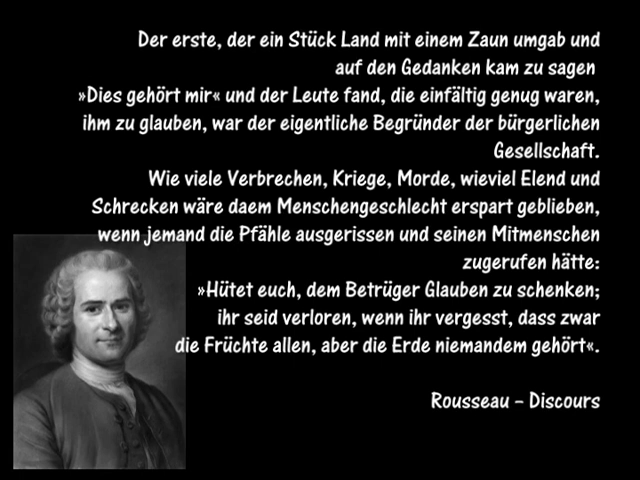 Der erste, der ein Stück Land mit einem Zaun umgab und
auf den Gedanken kam zu sagen
»Dies gehört mir« und der Leute fand, die einfältig genug waren,
ihm zu glauben, war der eigentliche Begründer der bürgerlichen
Gesellschaft.
Wie viele Verbrechen, Kriege, Morde, wieviel Elend und
Schrecken wäre daem Menschengeschlecht erspart geblieben,
wenn jemand die Pfähle ausgerissen und seinen Mitmenschen
zugerufen hätte:
»Hütet euch, dem Betrüger Glauben zu schenken;
ihr seid verloren, wenn ihr vergesst, dass zwar
die Früchte allen, aber die Erde niemandem gehört«.
Rousseau – Discours